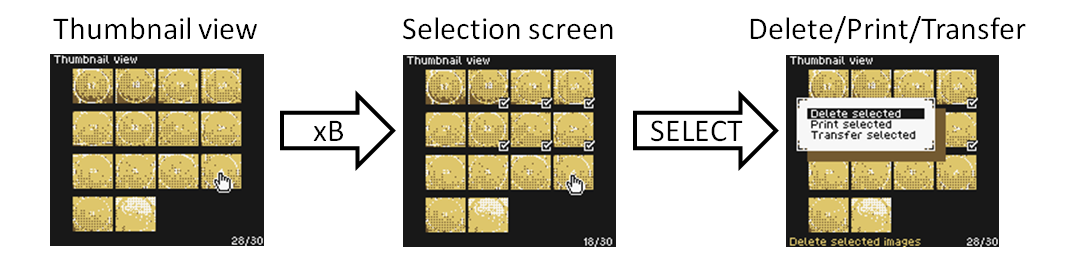 Thumbnail view
Selection screen
Delete/Print/Transfer
Thumbnail view
28/30
xB
Thumbnail view
18/30
SELECT
Thumbnail view
Delete selected
Print selected
Transfer selected
Delete selected images
28/30